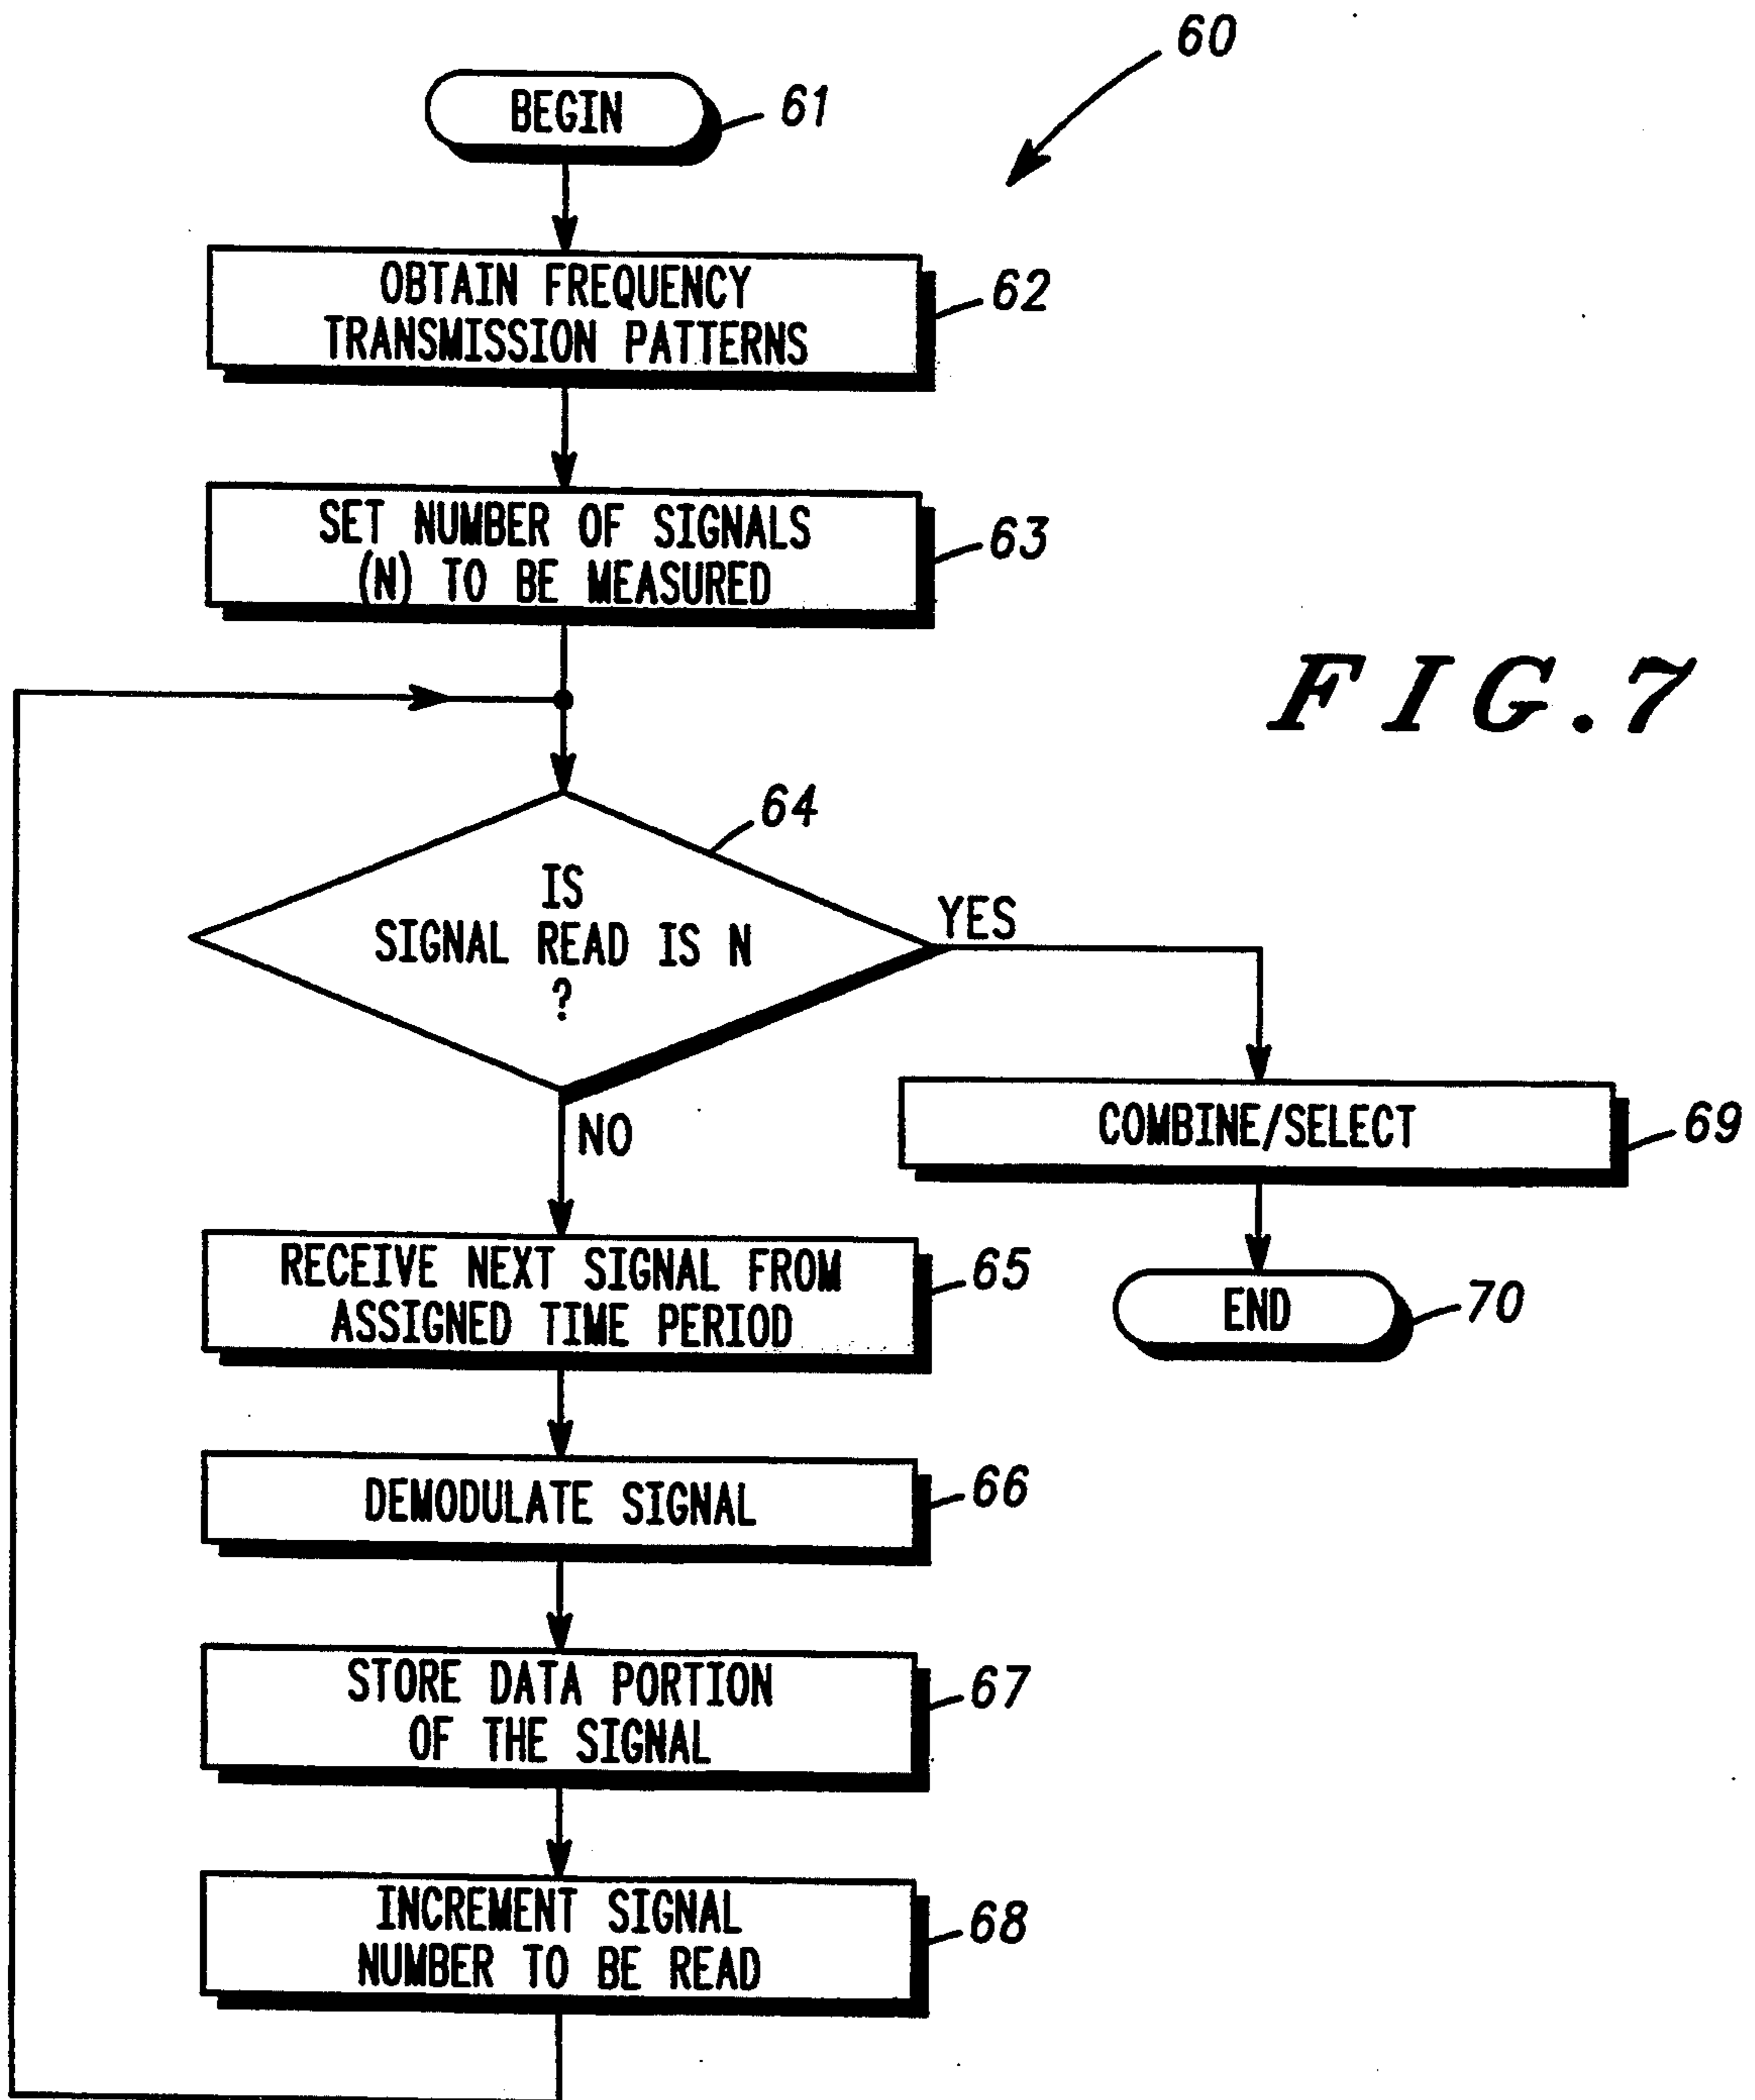 60
BEGIN
61
OBTAIN FREQUENCY
TRANSMISSION PATTERNS
62
SET NUMBER OF SIGNALS
(N) TO BE MEASURED
63
FIG. 7
64
IS
SIGNAL READ IS N
?
YES
NO
COMBINE/SELECT
69
RECEIVE NEXT SIGNAL FROM
ASSIGNED TIME PERIOD
65
END
70
DEMODULATE SIGNAL
66
STORE DATA PORTION
OF THE SIGNAL
67
INCREMENT SIGNAL
NUMBER TO BE READ
68